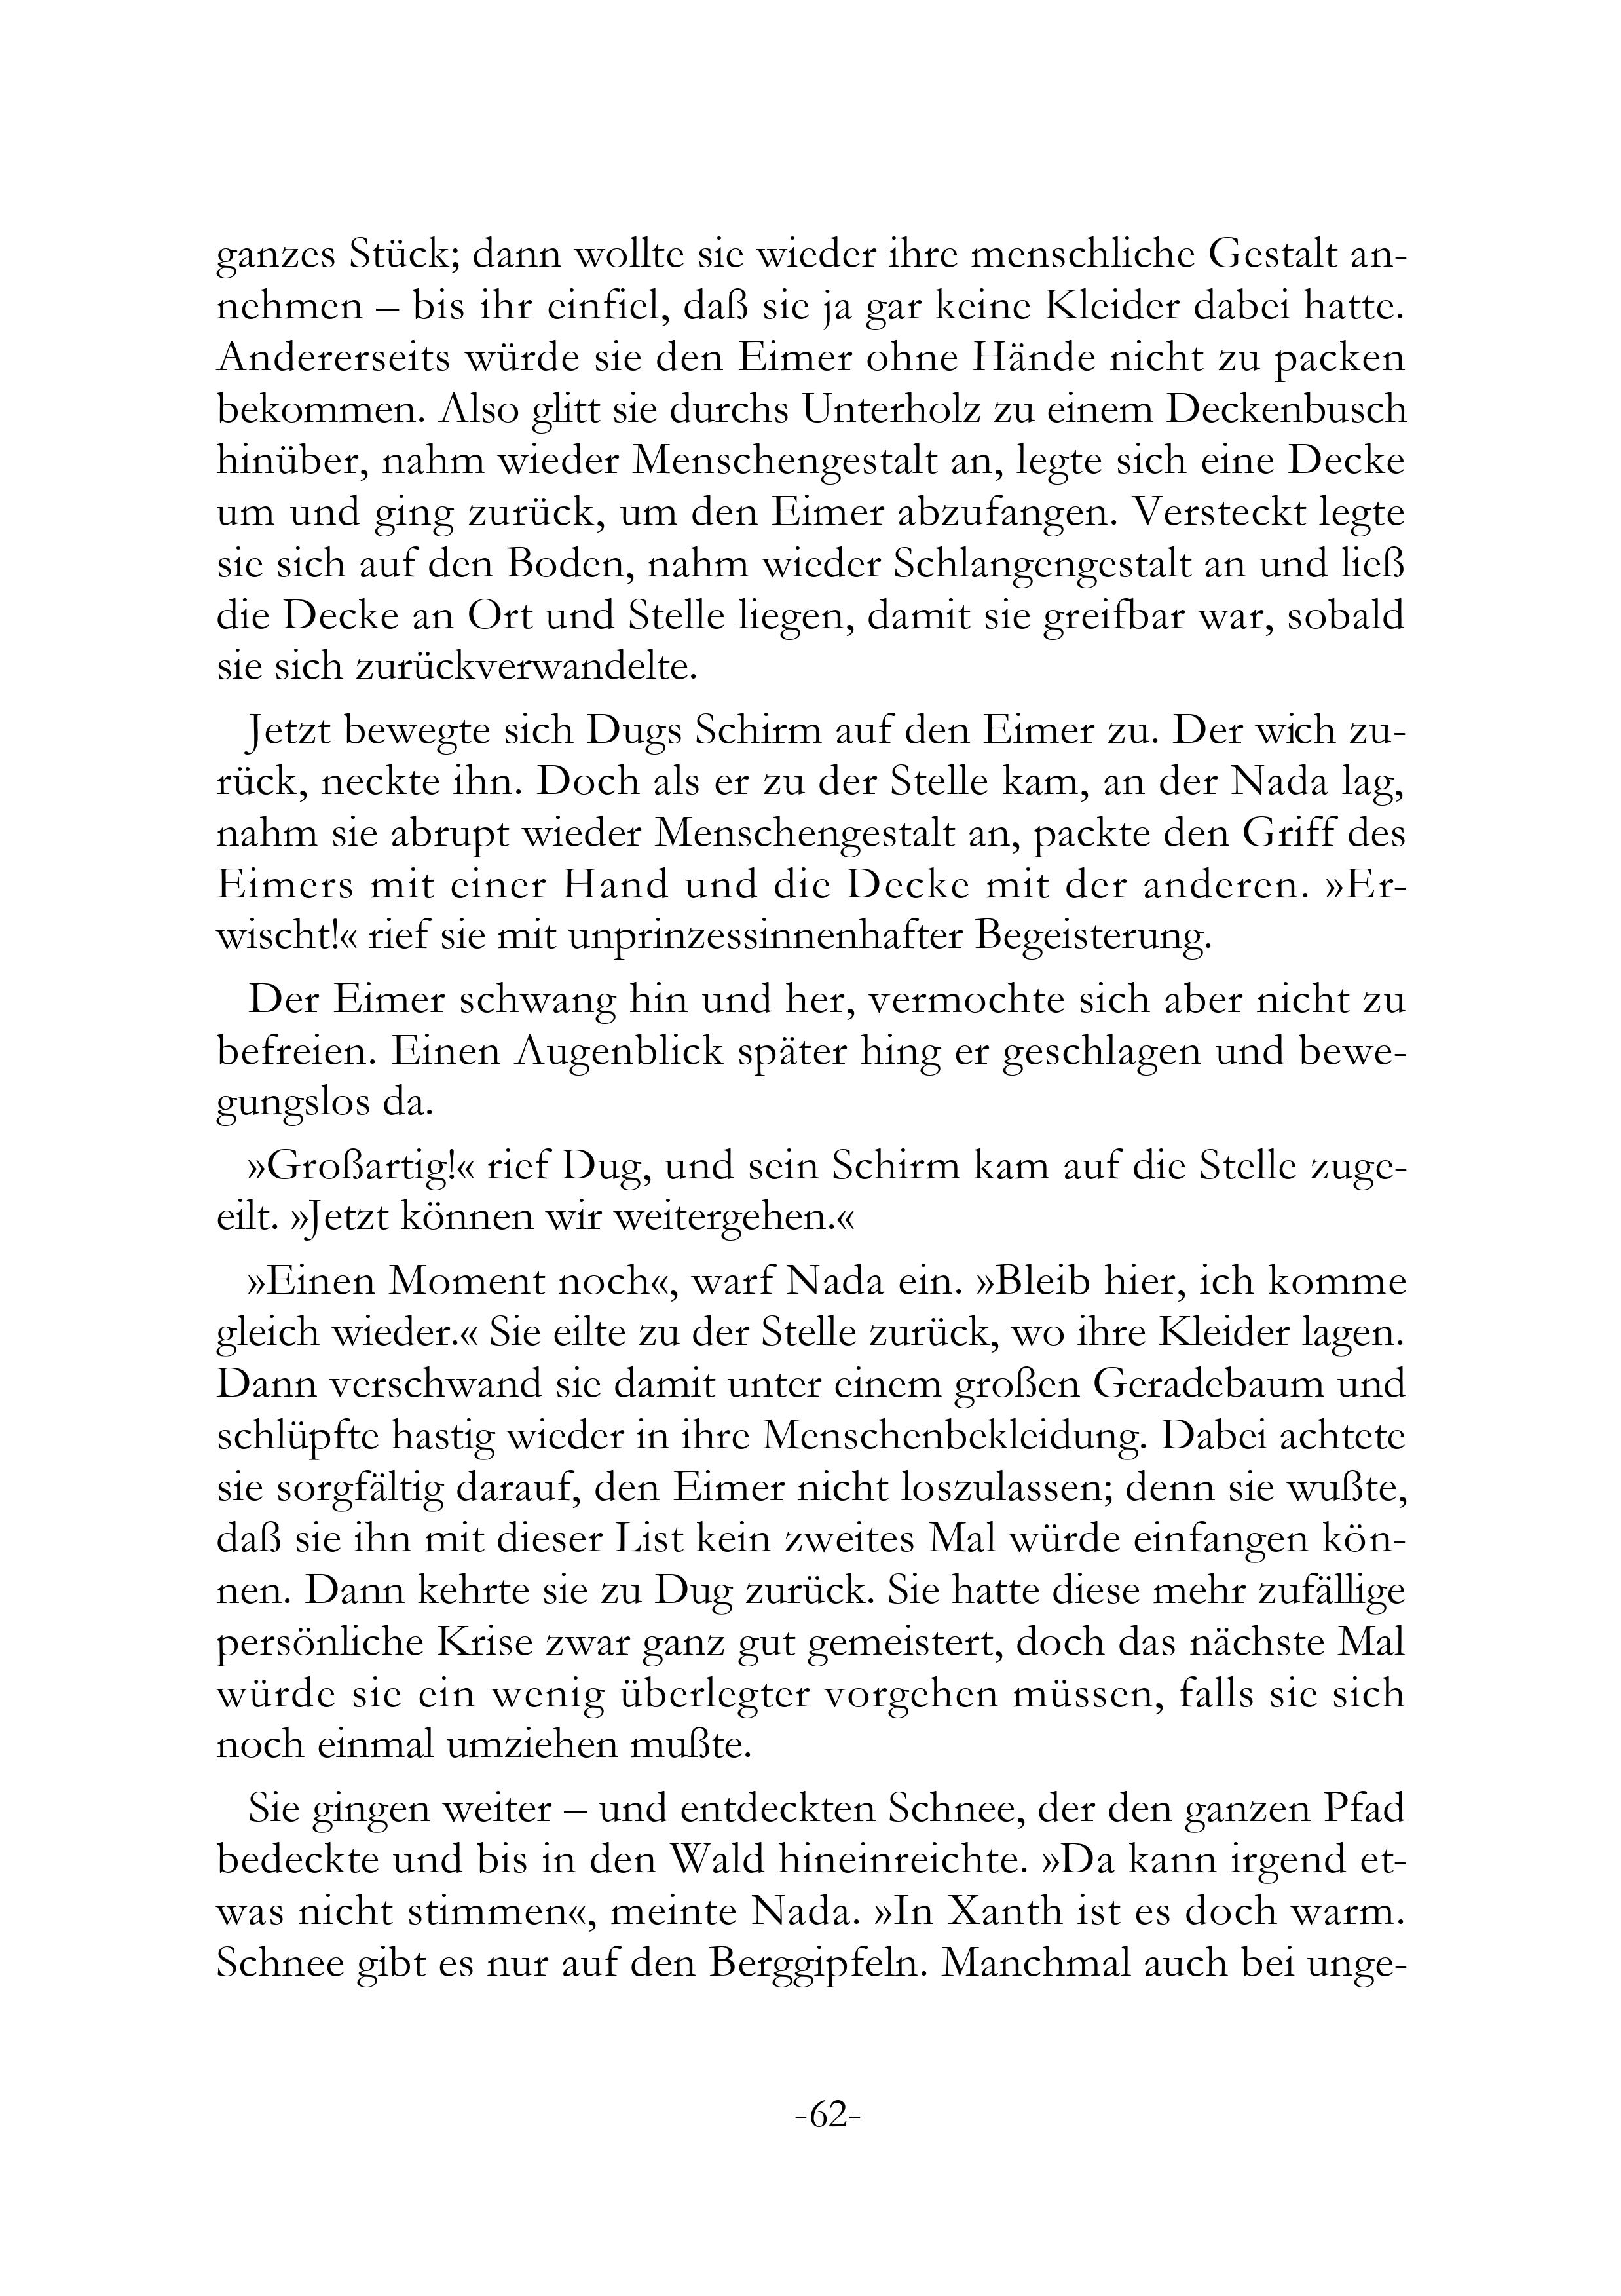 ganzes Stück; dann wollte sie wieder ihre menschliche Gestalt an-
nehmen – bis ihr einfiel, daß sie ja gar keine Kleider dabei hatte.
Andererseits würde sie den Eimer ohne Hände nicht zu packen
bekommen. Also glitt sie durchs Unterholz zu einem Deckenbusch
hinüber, nahm wieder Menschengestalt an, legte sich eine Decke
um und ging zurück, um den Eimer abzufangen. Versteckt legte
sie sich auf den Boden, nahm wieder Schlangengestalt an und ließ
die Decke an Ort und Stelle liegen, damit sie greifbar war, sobald
sie sich zurückverwandelte.
Jetzt bewegte sich Dugs Schirm auf den Eimer zu. Der wich zu-
rück, neckte ihn. Doch als er zu der Stelle kam, an der Nada lag,
nahm sie abrupt wieder Menschengestalt an, packte den Griff des
Eimers mit einer Hand und die Decke mit der anderen. »Er-
wischt!« rief sie mit unprinzessinnenhafter Begeisterung.
Der Eimer schwang hin und her, vermochte sich aber nicht zu
befreien. Einen Augenblick später hing er geschlagen und bewe-
gungslos da.
»Großartig!« rief Dug, und sein Schirm kam auf die Stelle zuge-
eilt. »Jetzt können wir weitergehen.«
»Einen Moment noch«, warf Nada ein. »Bleib hier, ich komme
gleich wieder.« Sie eilte zu der Stelle zurück, wo ihre Kleider lagen.
Dann verschwand sie damit unter einem großen Geradebaum und
schlüpfte hastig wieder in ihre Menschenbekleidung. Dabei achtete
sie sorgfältig darauf, den Eimer nicht loszulassen; denn sie wußte,
daß sie ihn mit dieser List kein zweites Mal würde einfangen kön-
nen. Dann kehrte sie zu Dug zurück. Sie hatte diese mehr zufällige
persönliche Krise zwar ganz gut gemeistert, doch das nächste Mal
würde sie ein wenig überlegter vorgehen müssen, falls sie sich
noch einmal umziehen mußte.
Sie gingen weiter – und entdeckten Schnee, der den ganzen Pfad
bedeckte und bis in den Wald hineinreichte. »Da kann irgend et-
was nicht stimmen«, meinte Nada. »In Xanth ist es doch warm.
Schnee gibt es nur auf den Berggipfeln. Manchmal auch bei unge-
-62-